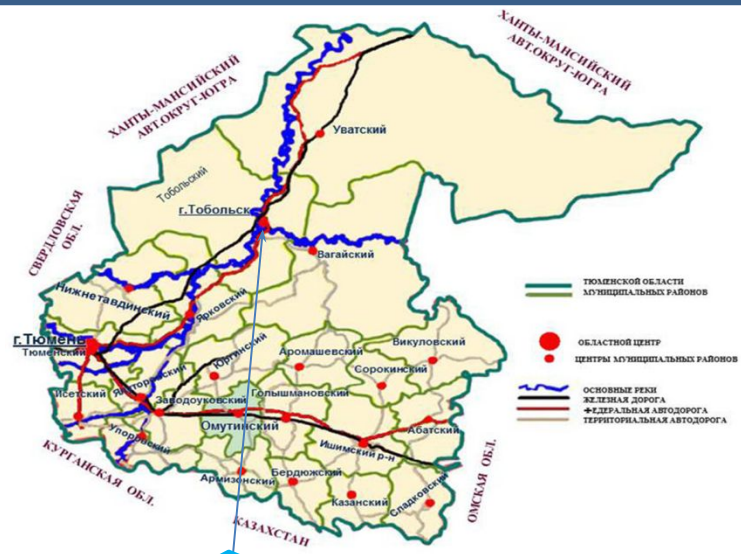 ХАНТЫ-МАНСИЙСКИЙ
АВТ.ОКРУГ-ЮГРА
ХАНТЫ-МАНСИЙСКИЙ
АВТ.ОКРУГ-ЮГРА
Уватский
Тобольский
г.Тобольск
СВЕРДЛОВСКАЯ
ОБЛ.
Вагайский
Нижнетавдинский
Ярковский
г.Тюмень
Тюменский
Юргинский
Аромашевский
Викуловский
Сорокинский
Исетский
Ялуторовский
Заводоуковский
Голышмановский
Омутинский
Упоровский
Абатский
Ишимский р-н
Армизонский
Бердюжский
Казанский
Сладковский
КУРГАНСКАЯ ОБЛ.
КАЗАХСТАН
ОМСКАЯ ОБЛ.
ТЮМЕНСКОЙ ОБЛАСТИ
МУНИЦИПАЛЬНЫХ РАЙОНОВ
ОБЛАСТНОЙ ЦЕНТР
ЦЕНТРЫ МУНИЦИПАЛЬНЫХ РАЙОНОВ
ОСНОВНЫЕ РЕКИ
ЖЕЛЕЗНАЯ ДОРОГА
ФЕДЕРАЛЬНАЯ АВТОДОРОГА
ТЕРРИТОРИАЛЬНАЯ АВТОДОРОГА